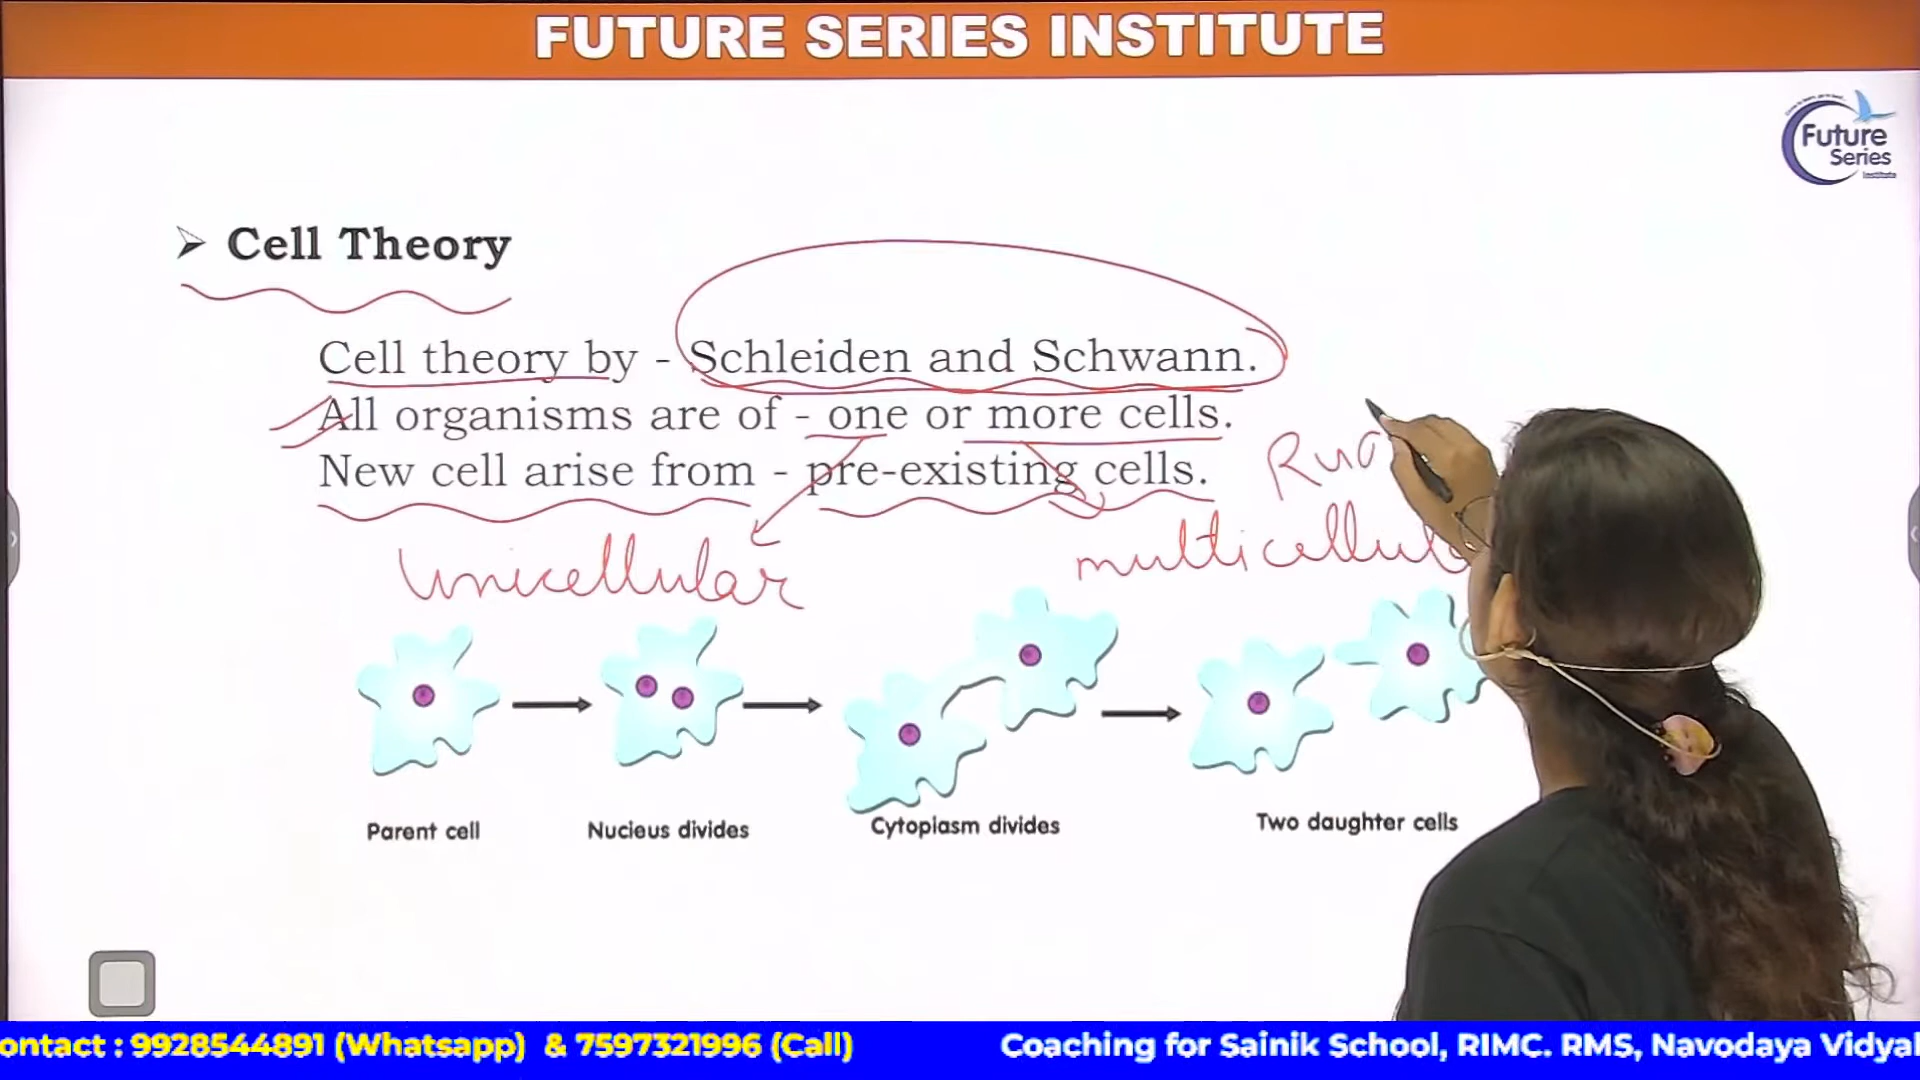 FUTURE SERIES INSTITUTE
Future
Series
Institute
Cell Theory
Cell theory by - Schleiden and Schwann.
All organisms are of - one or more cells.
New cell arise from - pre-existing cells.
Unicellular
multicellul
Parent cell
Nucleus divides
Cytoplasm divides
Two daughter cells
ontact : 9928544891 (Whatsapp) & 7597321996 (Call)
Coaching for Sainik School, RIMC. RMS, Navodaya Vidyal